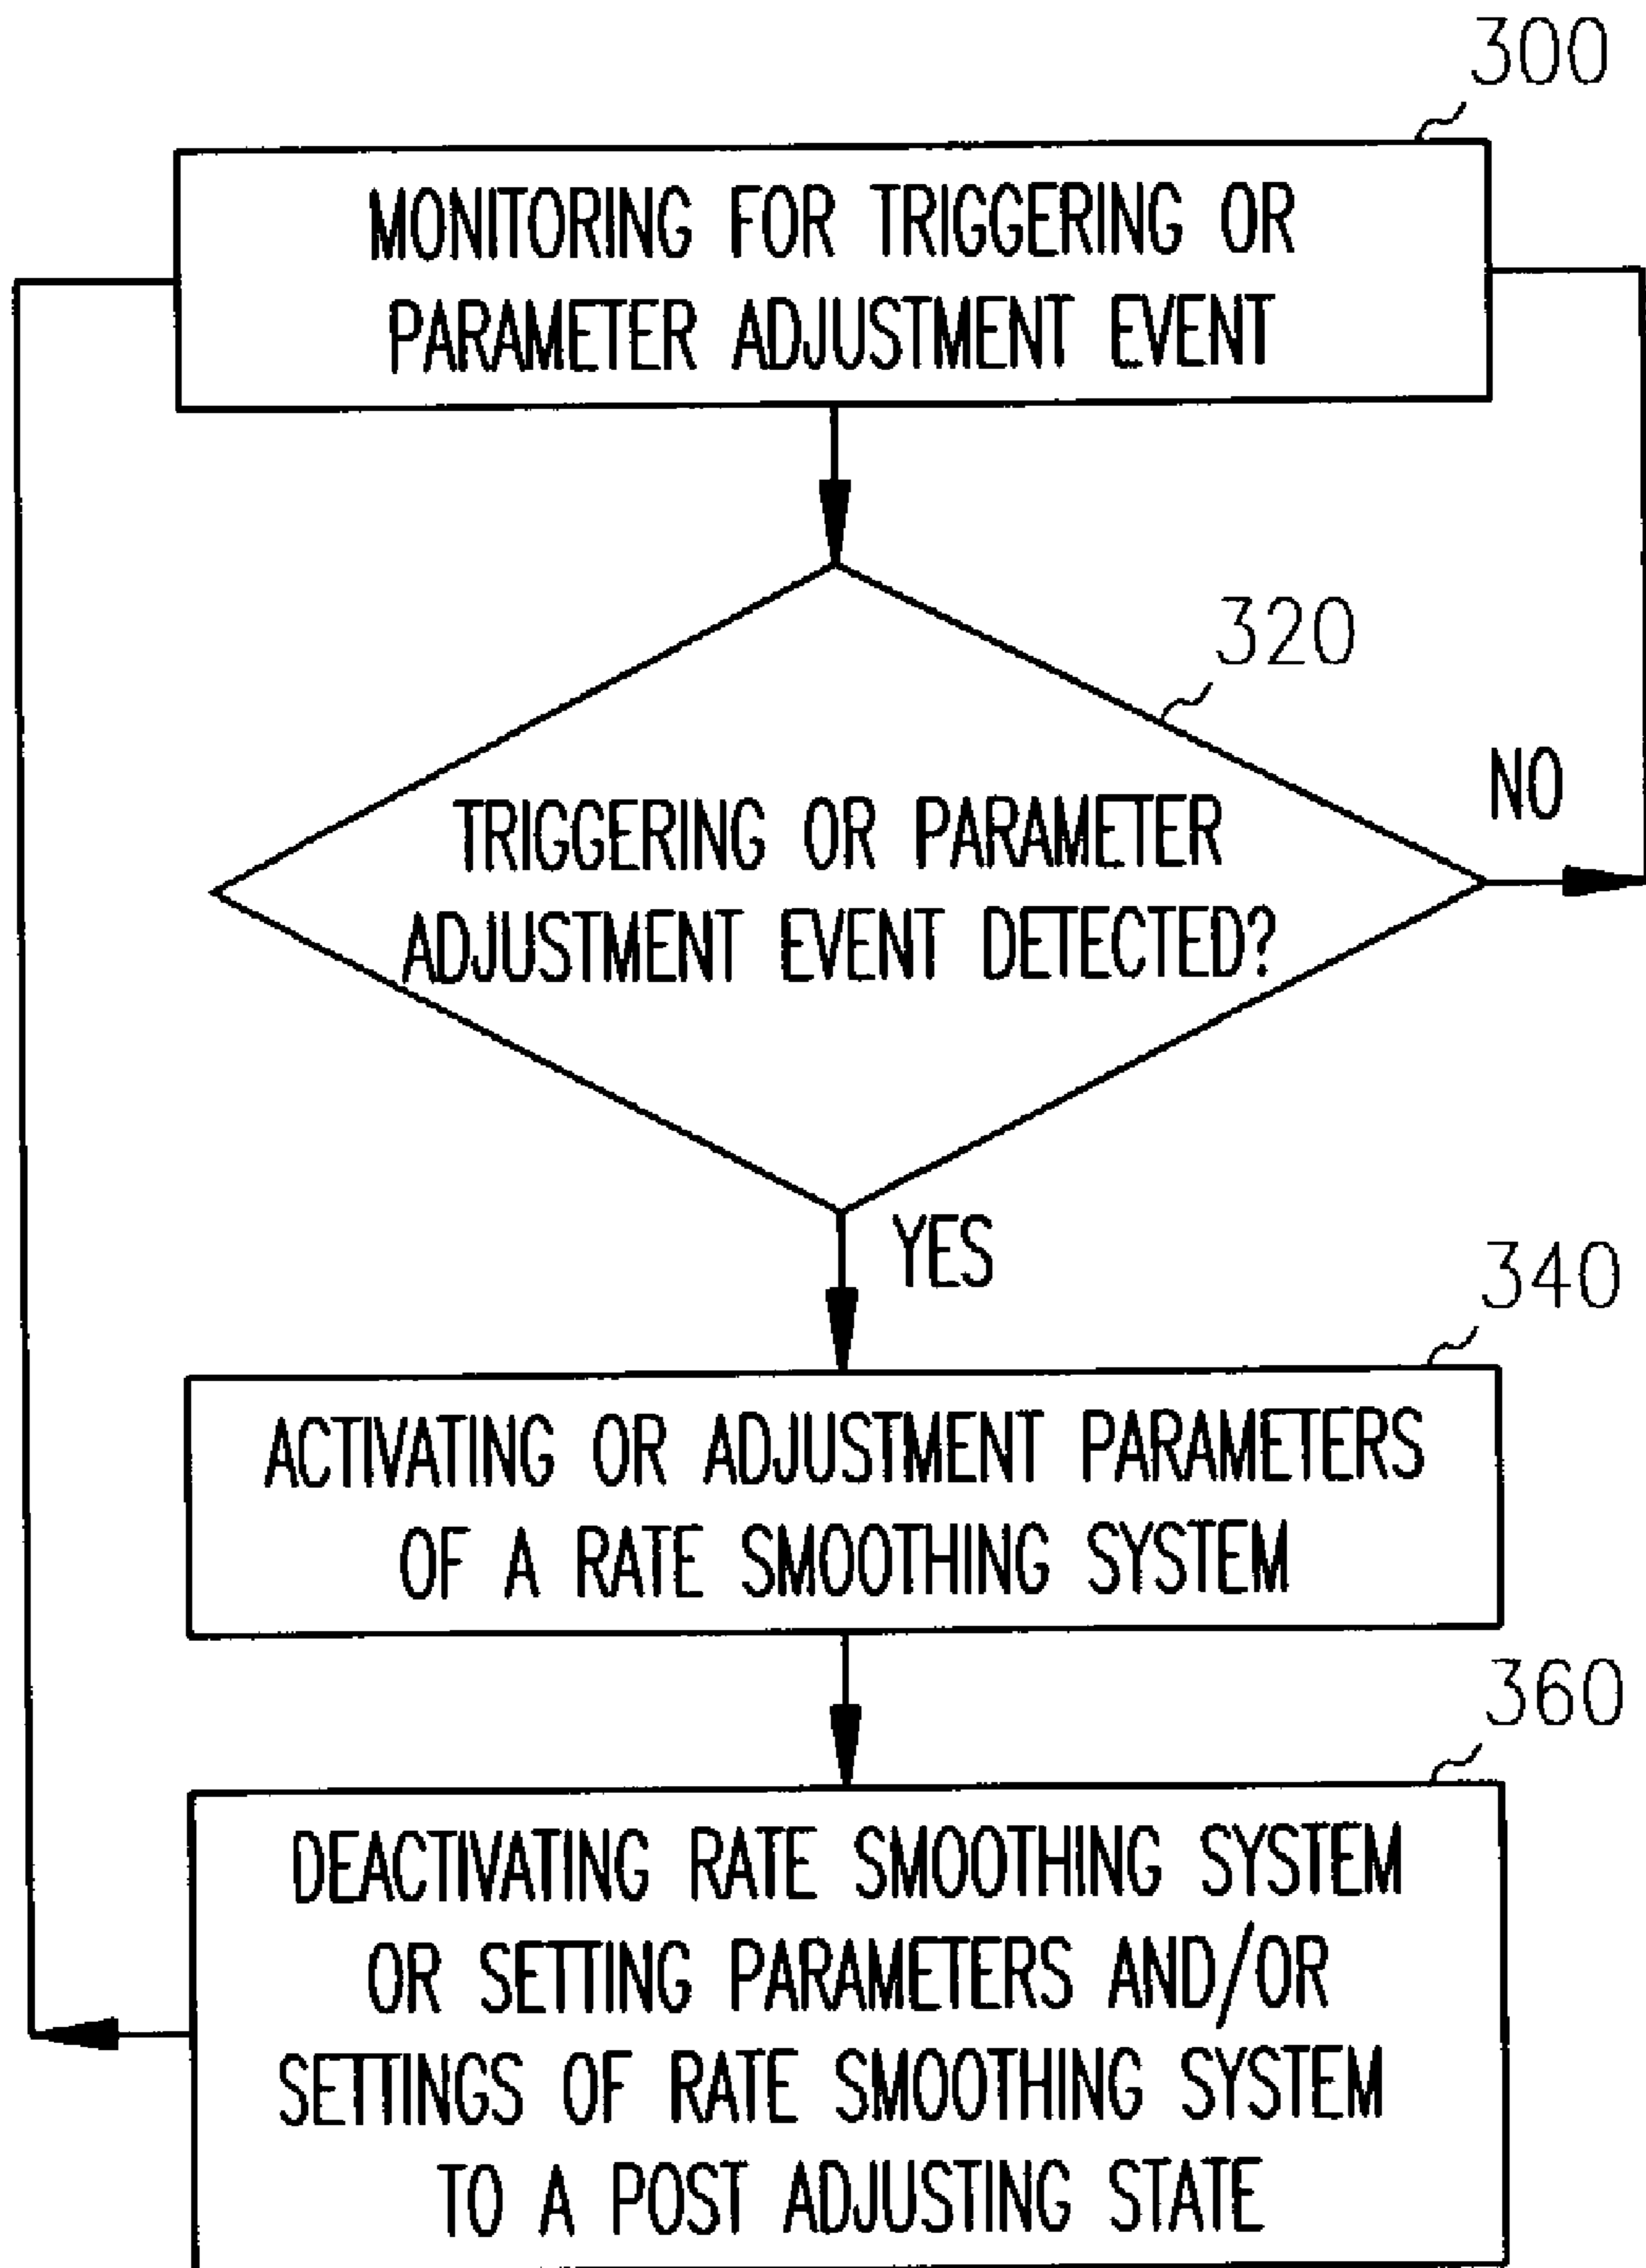 300
MONITORING FOR TRIGGERING OR
PARAMETER ADJUSTMENT EVENT
320
TRIGGERING OR PARAMETER
ADJUSTMENT EVENT DETECTED?
NO
YES
340
ACTIVATING OR ADJUSTMENT PARAMETERS
OF A RATE SMOOTHING SYSTEM
360
DEACTIVATING RATE SMOOTHING SYSTEM
OR SETTING PARAMETERS AND/OR
SETTINGS OF RATE SMOOTHING SYSTEM
TO A POST ADJUSTING STATE